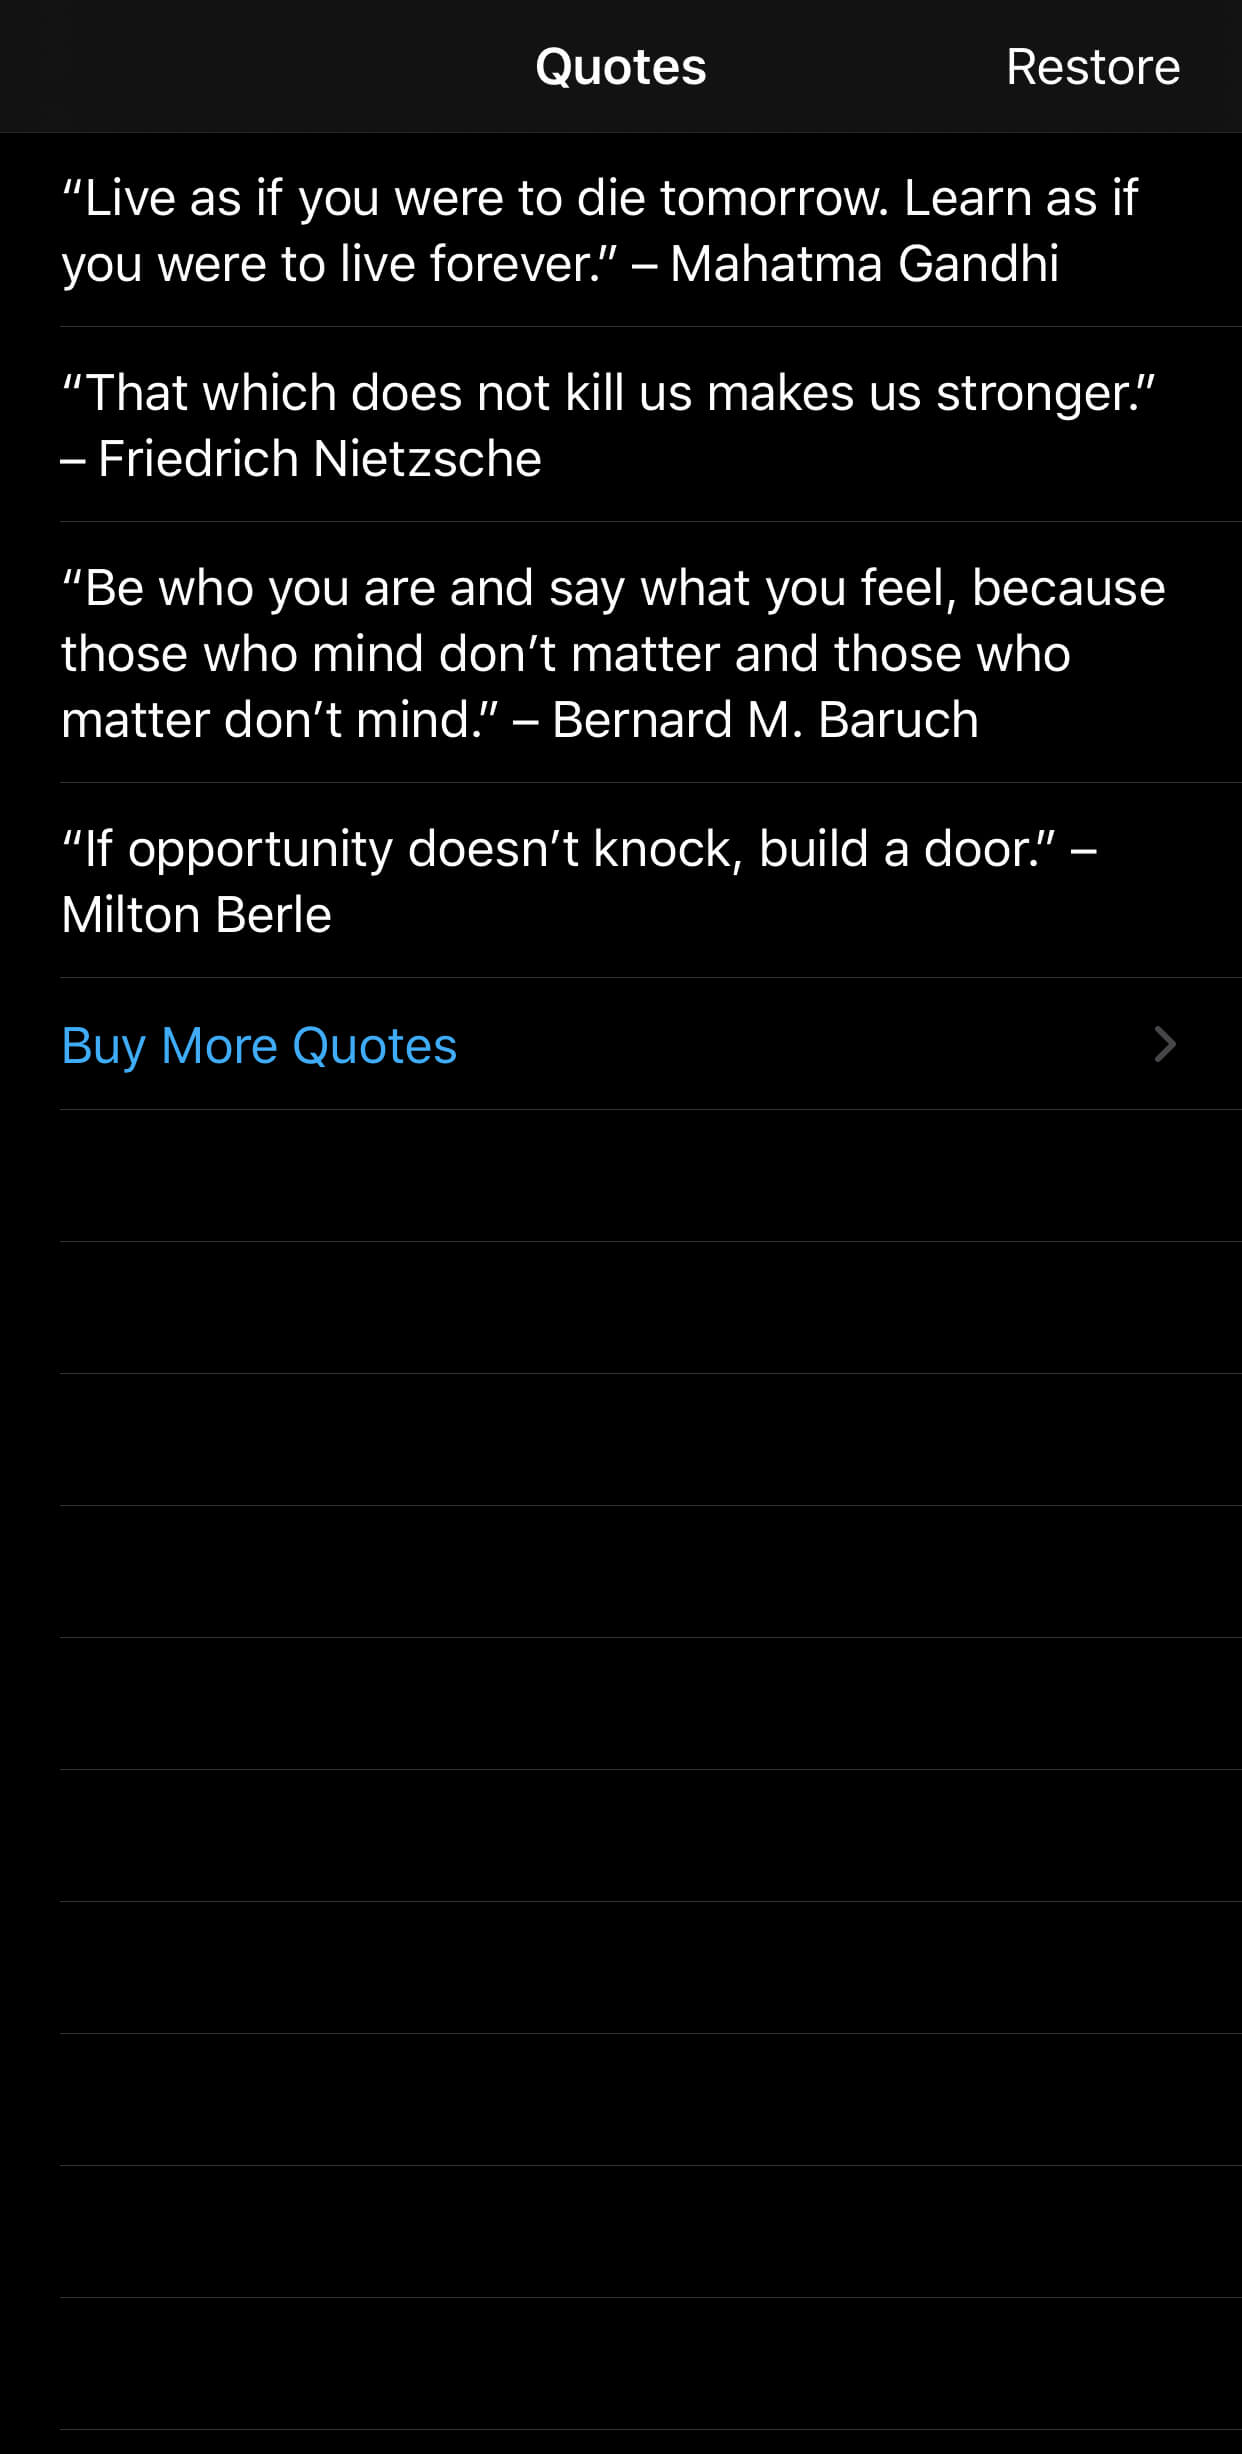 Quotes
Restore
“Live as if you were to die tomorrow. Learn as if
you were to live forever.” – Mahatma Gandhi
“That which does not kill us makes us stronger.”
– Friedrich Nietzsche
“Be who you are and say what you feel, because
those who mind don’t matter and those who
matter don’t mind.” – Bernard M. Baruch
“If opportunity doesn’t knock, build a door.” –
Milton Berle
Buy More Quotes